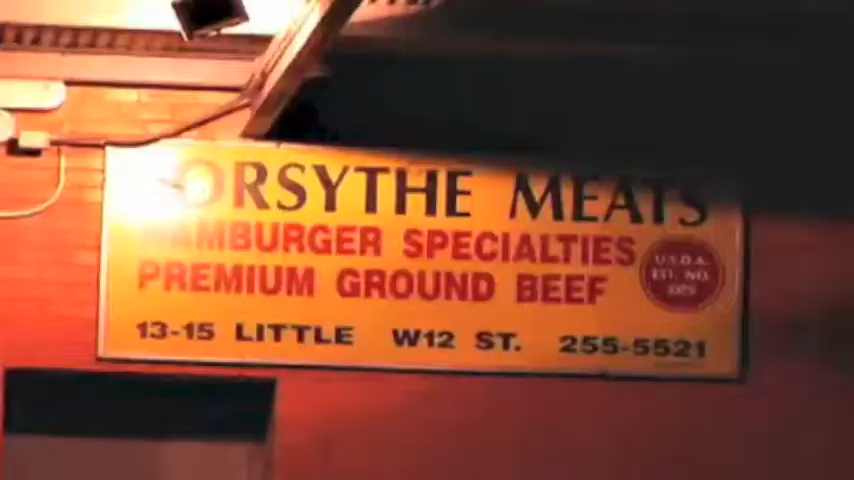 FORSYTHE MEATS
HAMBURGER SPECIALTIES
PREMIUM GROUND BEEF
U.S.D.A.
EST. NO.
13-15 LITTLE W12 ST. 255-5521